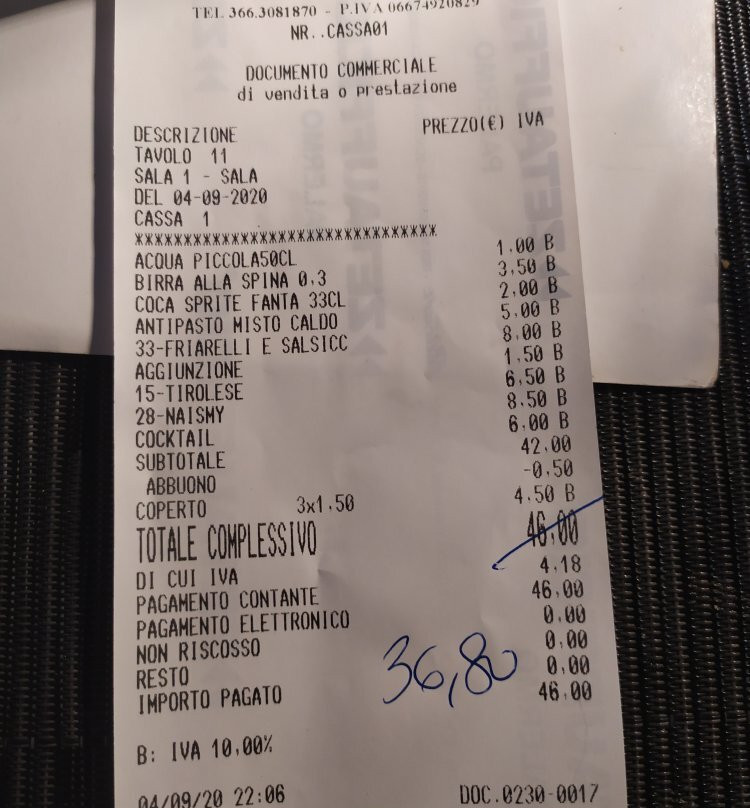 TEL 366.3081870 - P.IVA 06674920829
NR..CASSA01
DOCUMENTO COMMERCIALE
di vendita o prestazione
DESCRIZIONE PREZZO(€) IVA
TAVOLO 11
SALA 1 - SALA
DEL 04-09-2020
CASSA 1
*******************************
ACQUA PICCOLA50CL 1.00 B
BIRRA ALLA SPINA 0,3 3,50 B
COCA SPRITE FANTA 33CL 2,00 B
ANTIPASTO MISTO CALDO 5,00 B
33-FRIARELLI E SALSICC 8,00 B
AGGIUNZIONE 1,50 B
15-TIROLESE 6,50 B
28-NAISMY 8,50 B
COCKTAIL 6,00 B
SUBTOTALE 42,00
ABBUONO -0,50
COPERTO 3x1,50 4,50 B
TOTALE COMPLESSIVO 46,00
DI CUI IVA 4,18
PAGAMENTO CONTANTE 46,00
PAGAMENTO ELETTRONICO 0,00
NON RISCOSSO 0,00
RESTO 0,00
IMPORTO PAGATO 46,00
36,80
B: IVA 10,00%
04/09/20 22:06 DOC.0230-0017